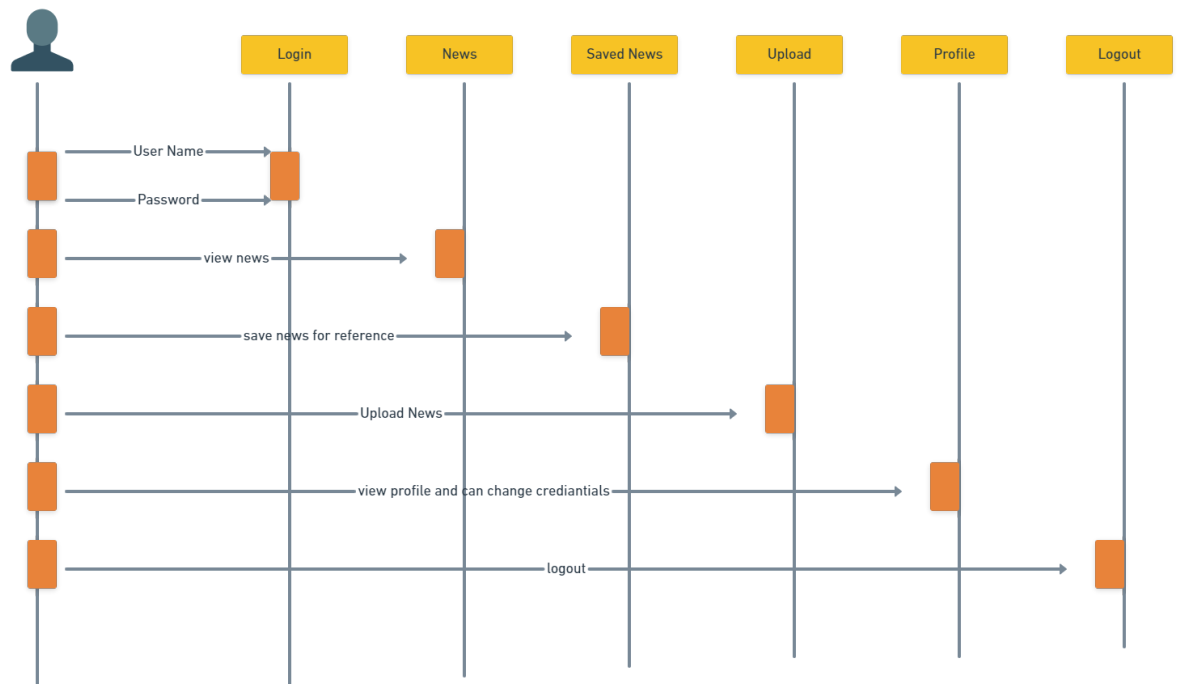 Login
News
Saved News
Upload
Profile
Logout
User Name
Password
view news
save news for reference
Upload News
view profile and can change crediantials
logout